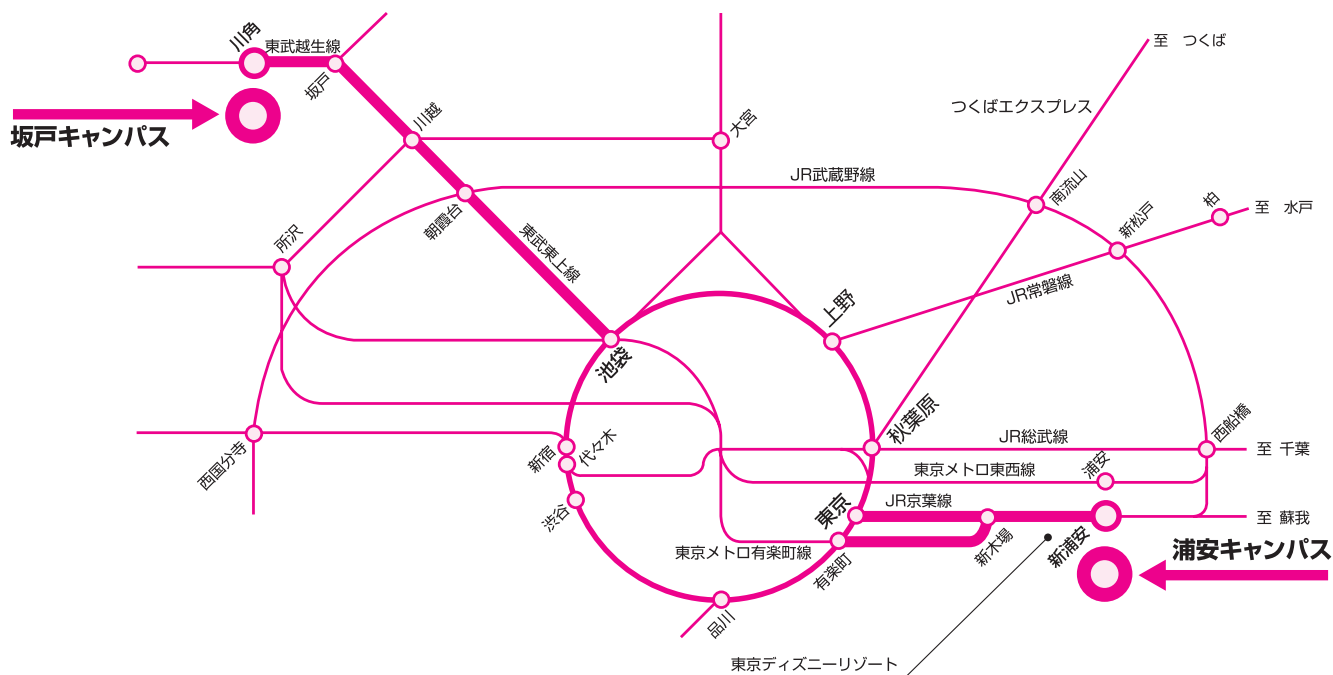 川角
東武越生線
坂戸
坂戸キャンパス
川越
大宮
至 つくば
つくばエクスプレス
JR武蔵野線
南流山
新松戸
柏
至 水戸
所沢
朝霞台
東武東上線
JR常磐線
上野
池袋
秋葉原
西国分寺
新宿
代々木
渋谷
JR総武線
西船橋
至 千葉
東京メトロ東西線
浦安
東京
JR京葉線
至 蘇我
東京メトロ有楽町線
有楽町
新木場
新浦安
浦安キャンパス
品川
東京ディズニーリゾート